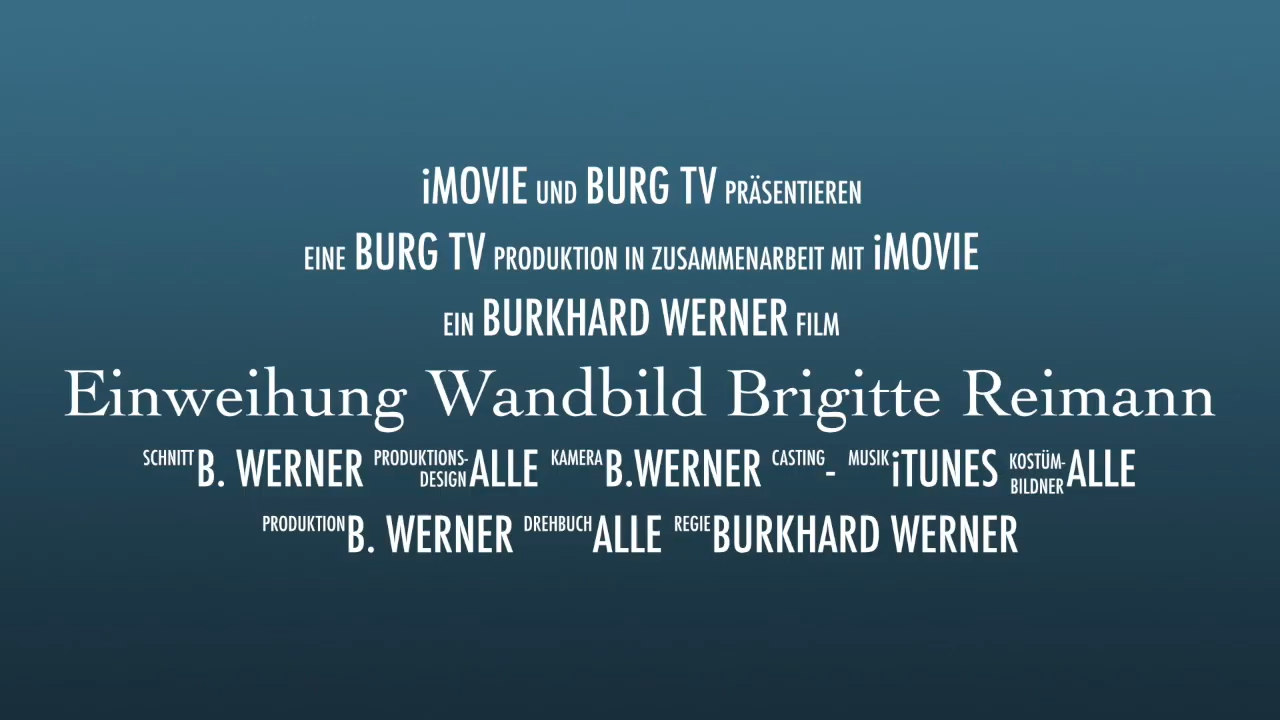 iMOVIE UND BURG TV PRÄSENTIEREN
EINE BURG TV PRODUKTION IN ZUSAMMENARBEIT MIT iMOVIE
EIN BURKHARD WERNER FILM
Einweihung Wandbild Brigitte Reimann
SCHNITT B. WERNER PRODUKTIONS-DESIGN ALLE KAMERA B.WERNER CASTING - MUSIK iTUNES KOSTÜM-BILDNER ALLE
PRODUKTION B. WERNER DREHBUCH ALLE REGIE BURKHARD WERNER